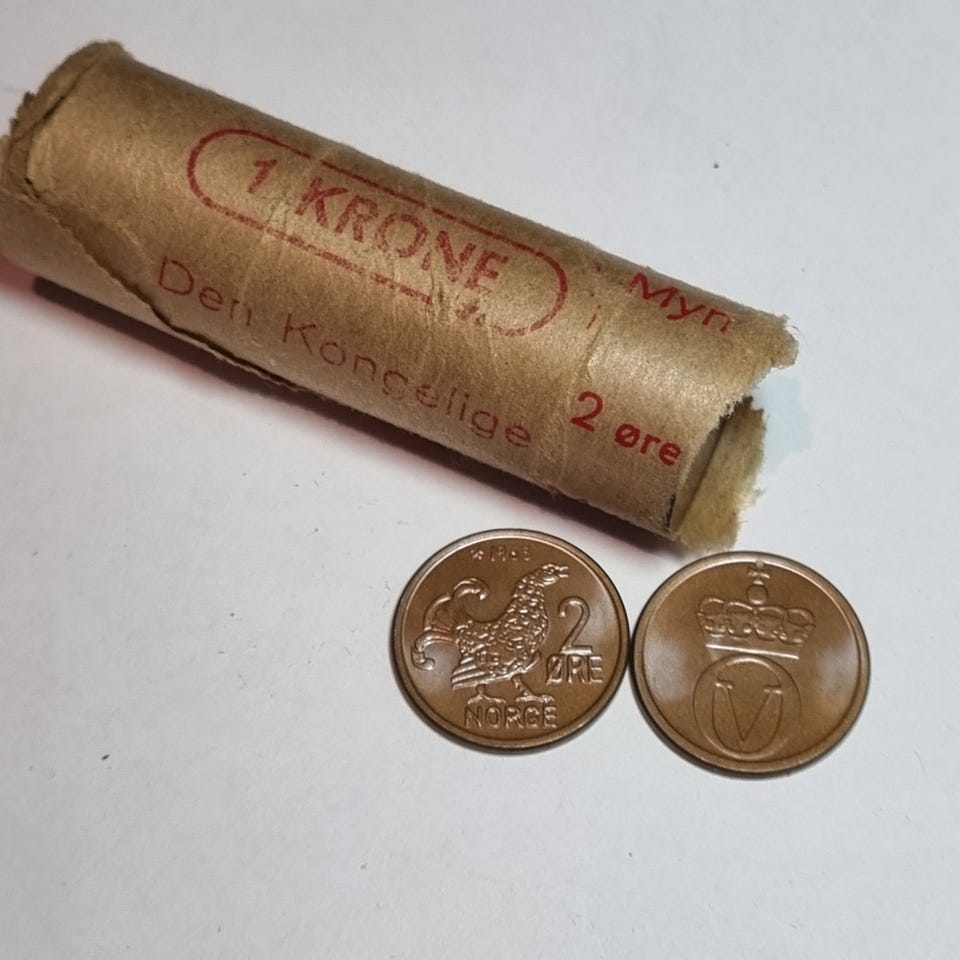 1 KRONE
Den Kongelige
Myn
i
2 øre
2
ØRE
NORGE
V